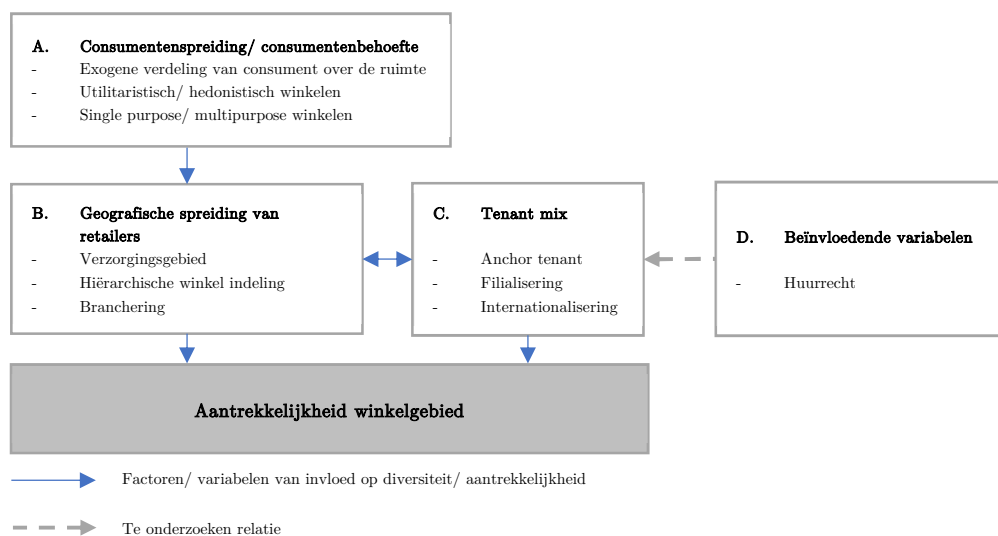 A. Consumentenspreiding/ consumentenbehoefte
- Exogene verdeling van consument over de ruimte
- Utilitaristisch/ hedonistisch winkelen
- Single purpose/ multipurpose winkelen
B. Geografische spreiding van
retailers
- Verzorgingsgebied
- Hiërarchische winkel indeling
- Branchering
C. Tenant mix
- Anchor tenant
- Filialisering
- Internationalisering
D. Beïnvloedende variabelen
- Huurrecht
Aantrekkelijkheid winkelgebied
Factoren/ variabelen van invloed op diversiteit/ aantrekkelijkheid
Te onderzoeken relatie